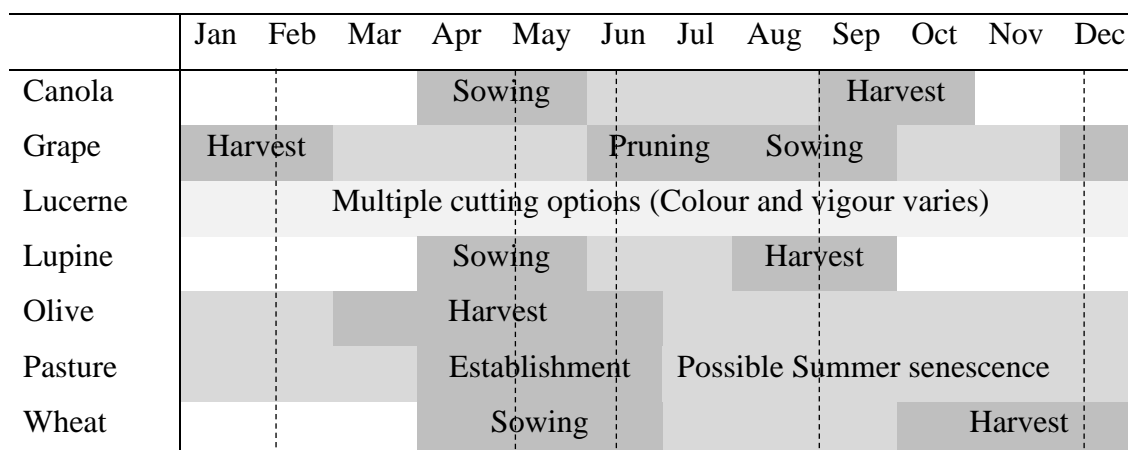 Jan Feb Mar Apr May Jun Jul Aug Sep Oct Nov Dec
Canola Sowing Harvest
Grape Harvest Pruning Sowing
Lucerne Multiple cutting options (Colour and vigour varies)
Lupine Sowing Harvest
Olive Harvest
Pasture Establishment Possible Summer senescence
Wheat Sowing Harvest